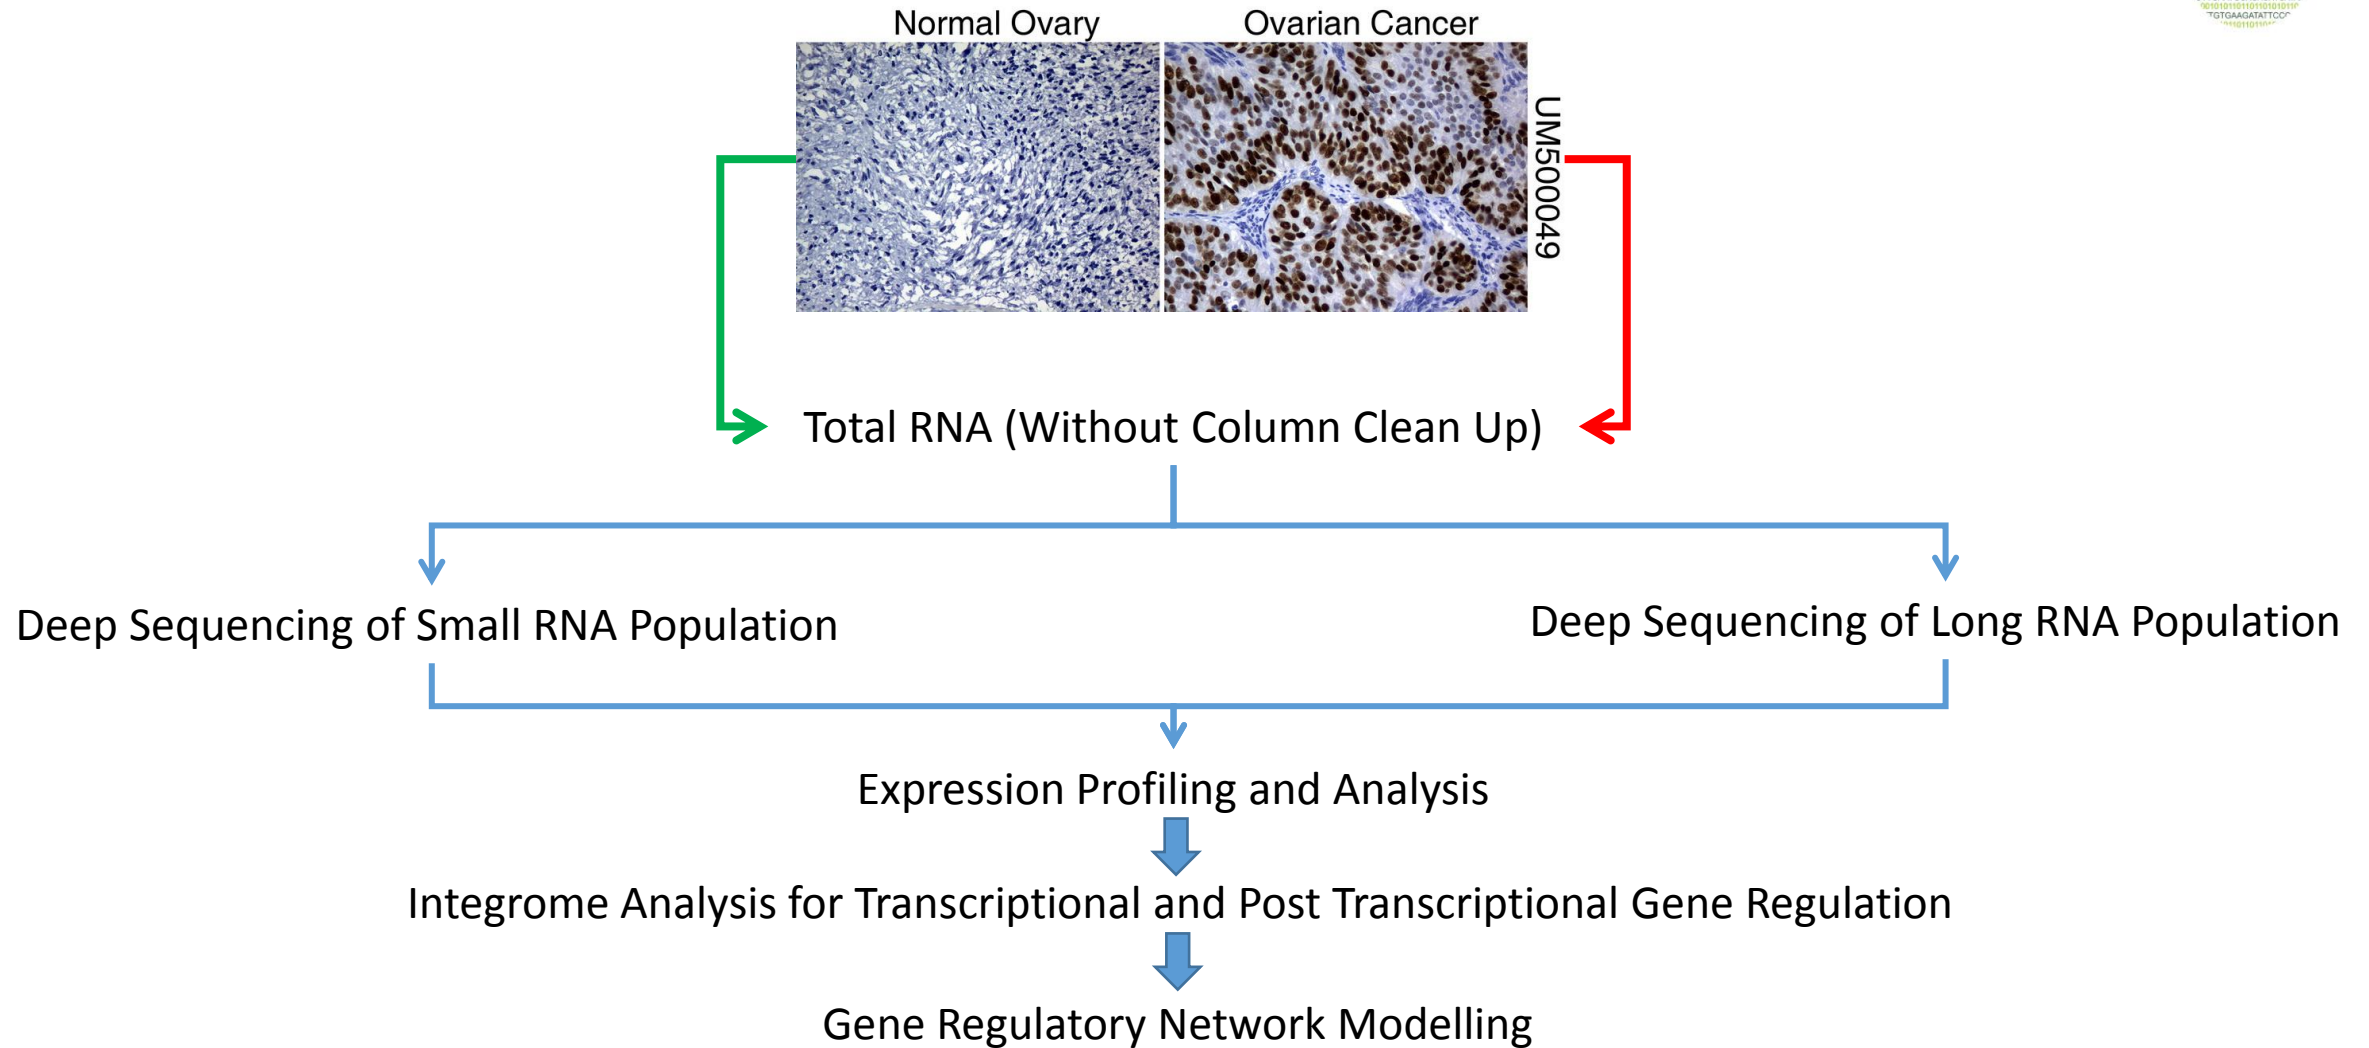 Normal Ovary
Ovarian Cancer
UM500049
Total RNA (Without Column Clean Up)
Deep Sequencing of Small RNA Population
Deep Sequencing of Long RNA Population
Expression Profiling and Analysis
Integrome Analysis for Transcriptional and Post Transcriptional Gene Regulation
Gene Regulatory Network Modelling